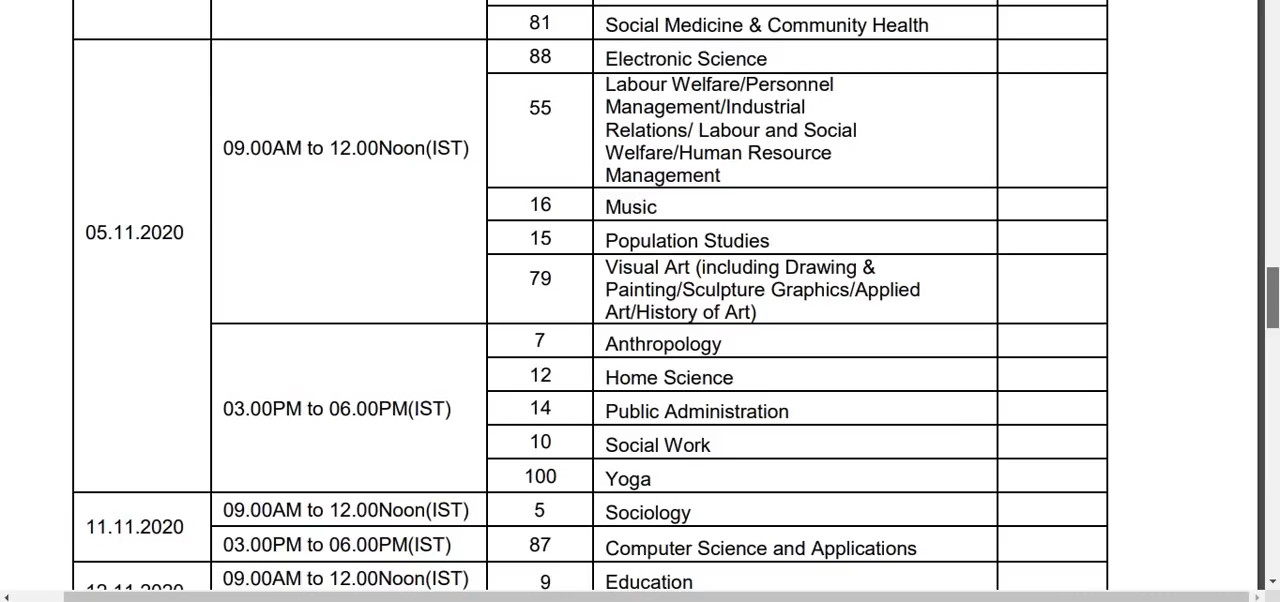 81 Social Medicine & Community Health
05.11.2020
09.00AM to 12.00Noon(IST)
88 Electronic Science
55
Labour Welfare/Personnel
Management/Industrial
Relations/ Labour and Social
Welfare/Human Resource
Management
16 Music
15 Population Studies
79
Visual Art (including Drawing &
Painting/Sculpture Graphics/Applied
Art/History of Art)
03.00PM to 06.00PM(IST)
7 Anthropology
12 Home Science
14 Public Administration
10 Social Work
100 Yoga
11.11.2020
09.00AM to 12.00Noon(IST) 5 Sociology
03.00PM to 06.00PM(IST) 87 Computer Science and Applications
09.00AM to 12.00Noon(IST) 9 Education